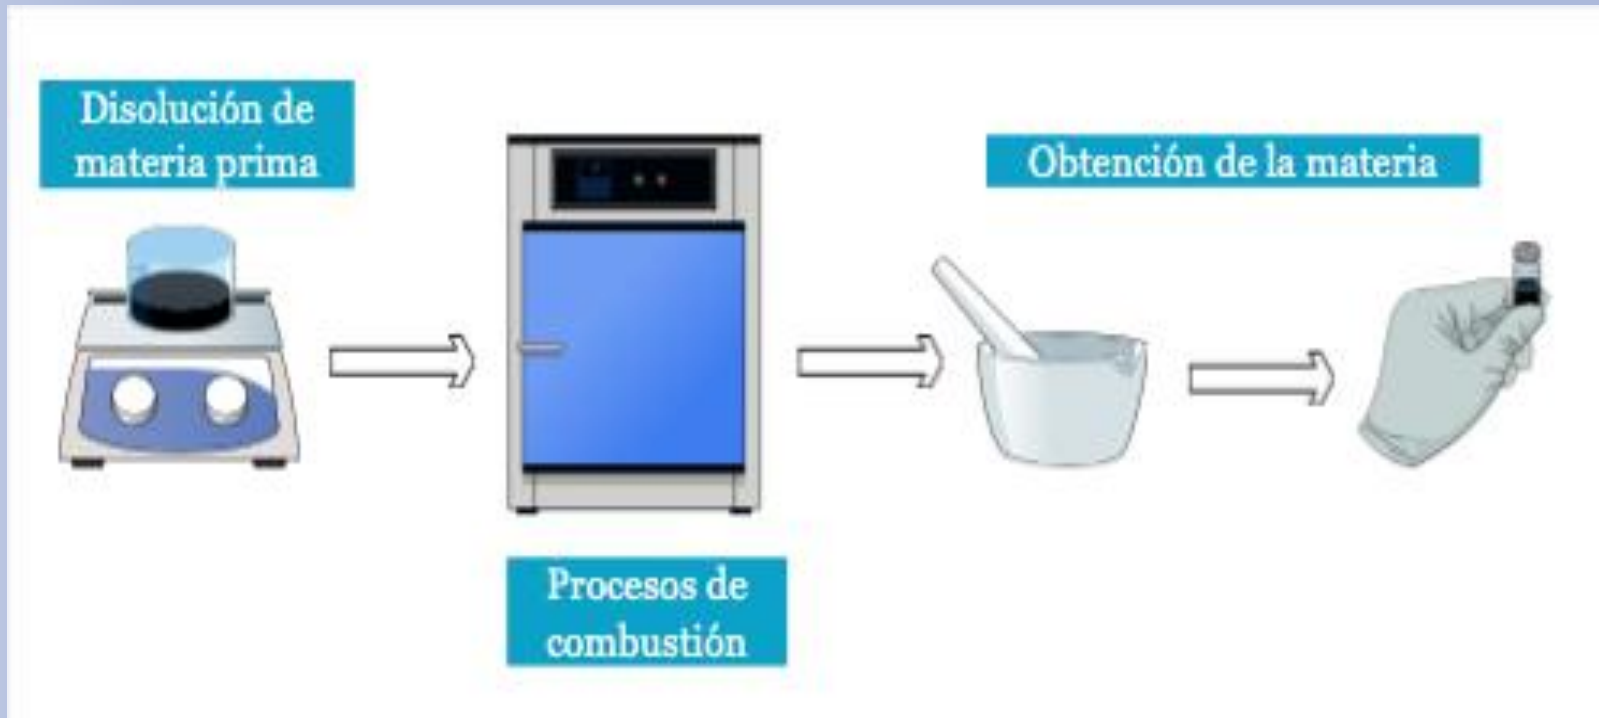 Disolución de
materia prima
Obtención de la materia
Procesos de
combustión